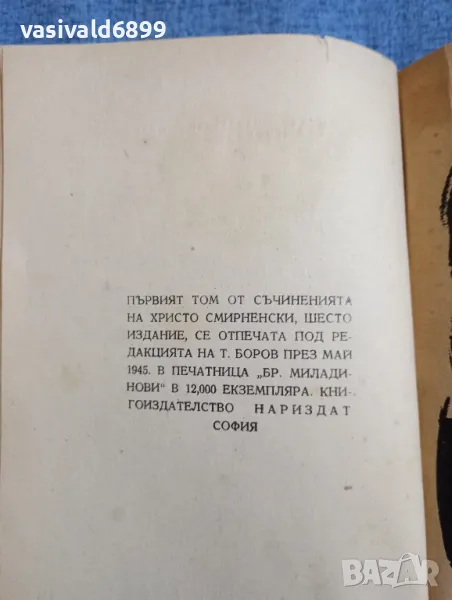 vasivald6899
ПЪРВИЯТ ТОМ ОТ СЪЧИНЕНИЯТА
НА ХРИСТО СМИРНЕНСКИ, ШЕСТО
ИЗДАНИЕ, СЕ ОТПЕЧАТА ПОД РЕ-
ДАКЦИЯТА НА Т. БОРОВ ПРЕЗ МАЙ
1945. В ПЕЧАТНИЦА „БР. МИЛАДИ-
НОВИ“ В 12,000 ЕКЗЕМПЛЯРА. КНИ-
ГОИЗДАТЕЛСТВО НАРИЗДАТ
СОФИЯ
BAZAR